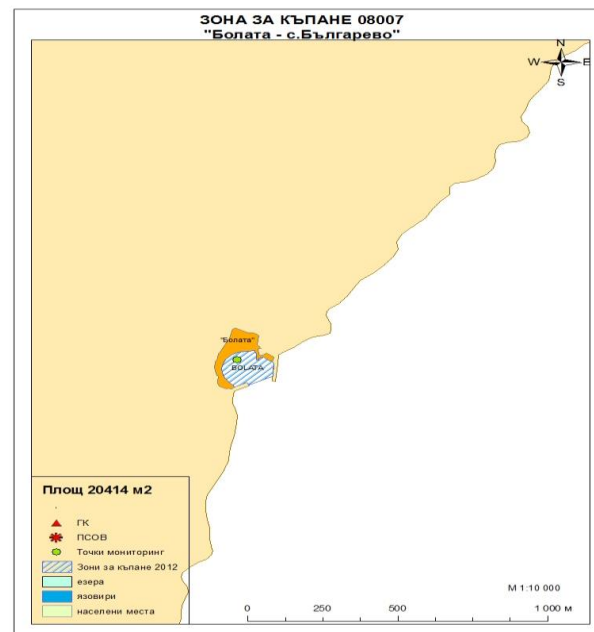 ЗОНА ЗА КЪПАНЕ 08007
"Болата - с.Българево"
N
W E
S
"Болата"
BOLATA
Площ 20414 м2
ГК
ПСОВ
Точки мониторинг
Зони за къпане 2012
езера
язовири
населени места
М 1:10 000
0 250 500 1 000 м